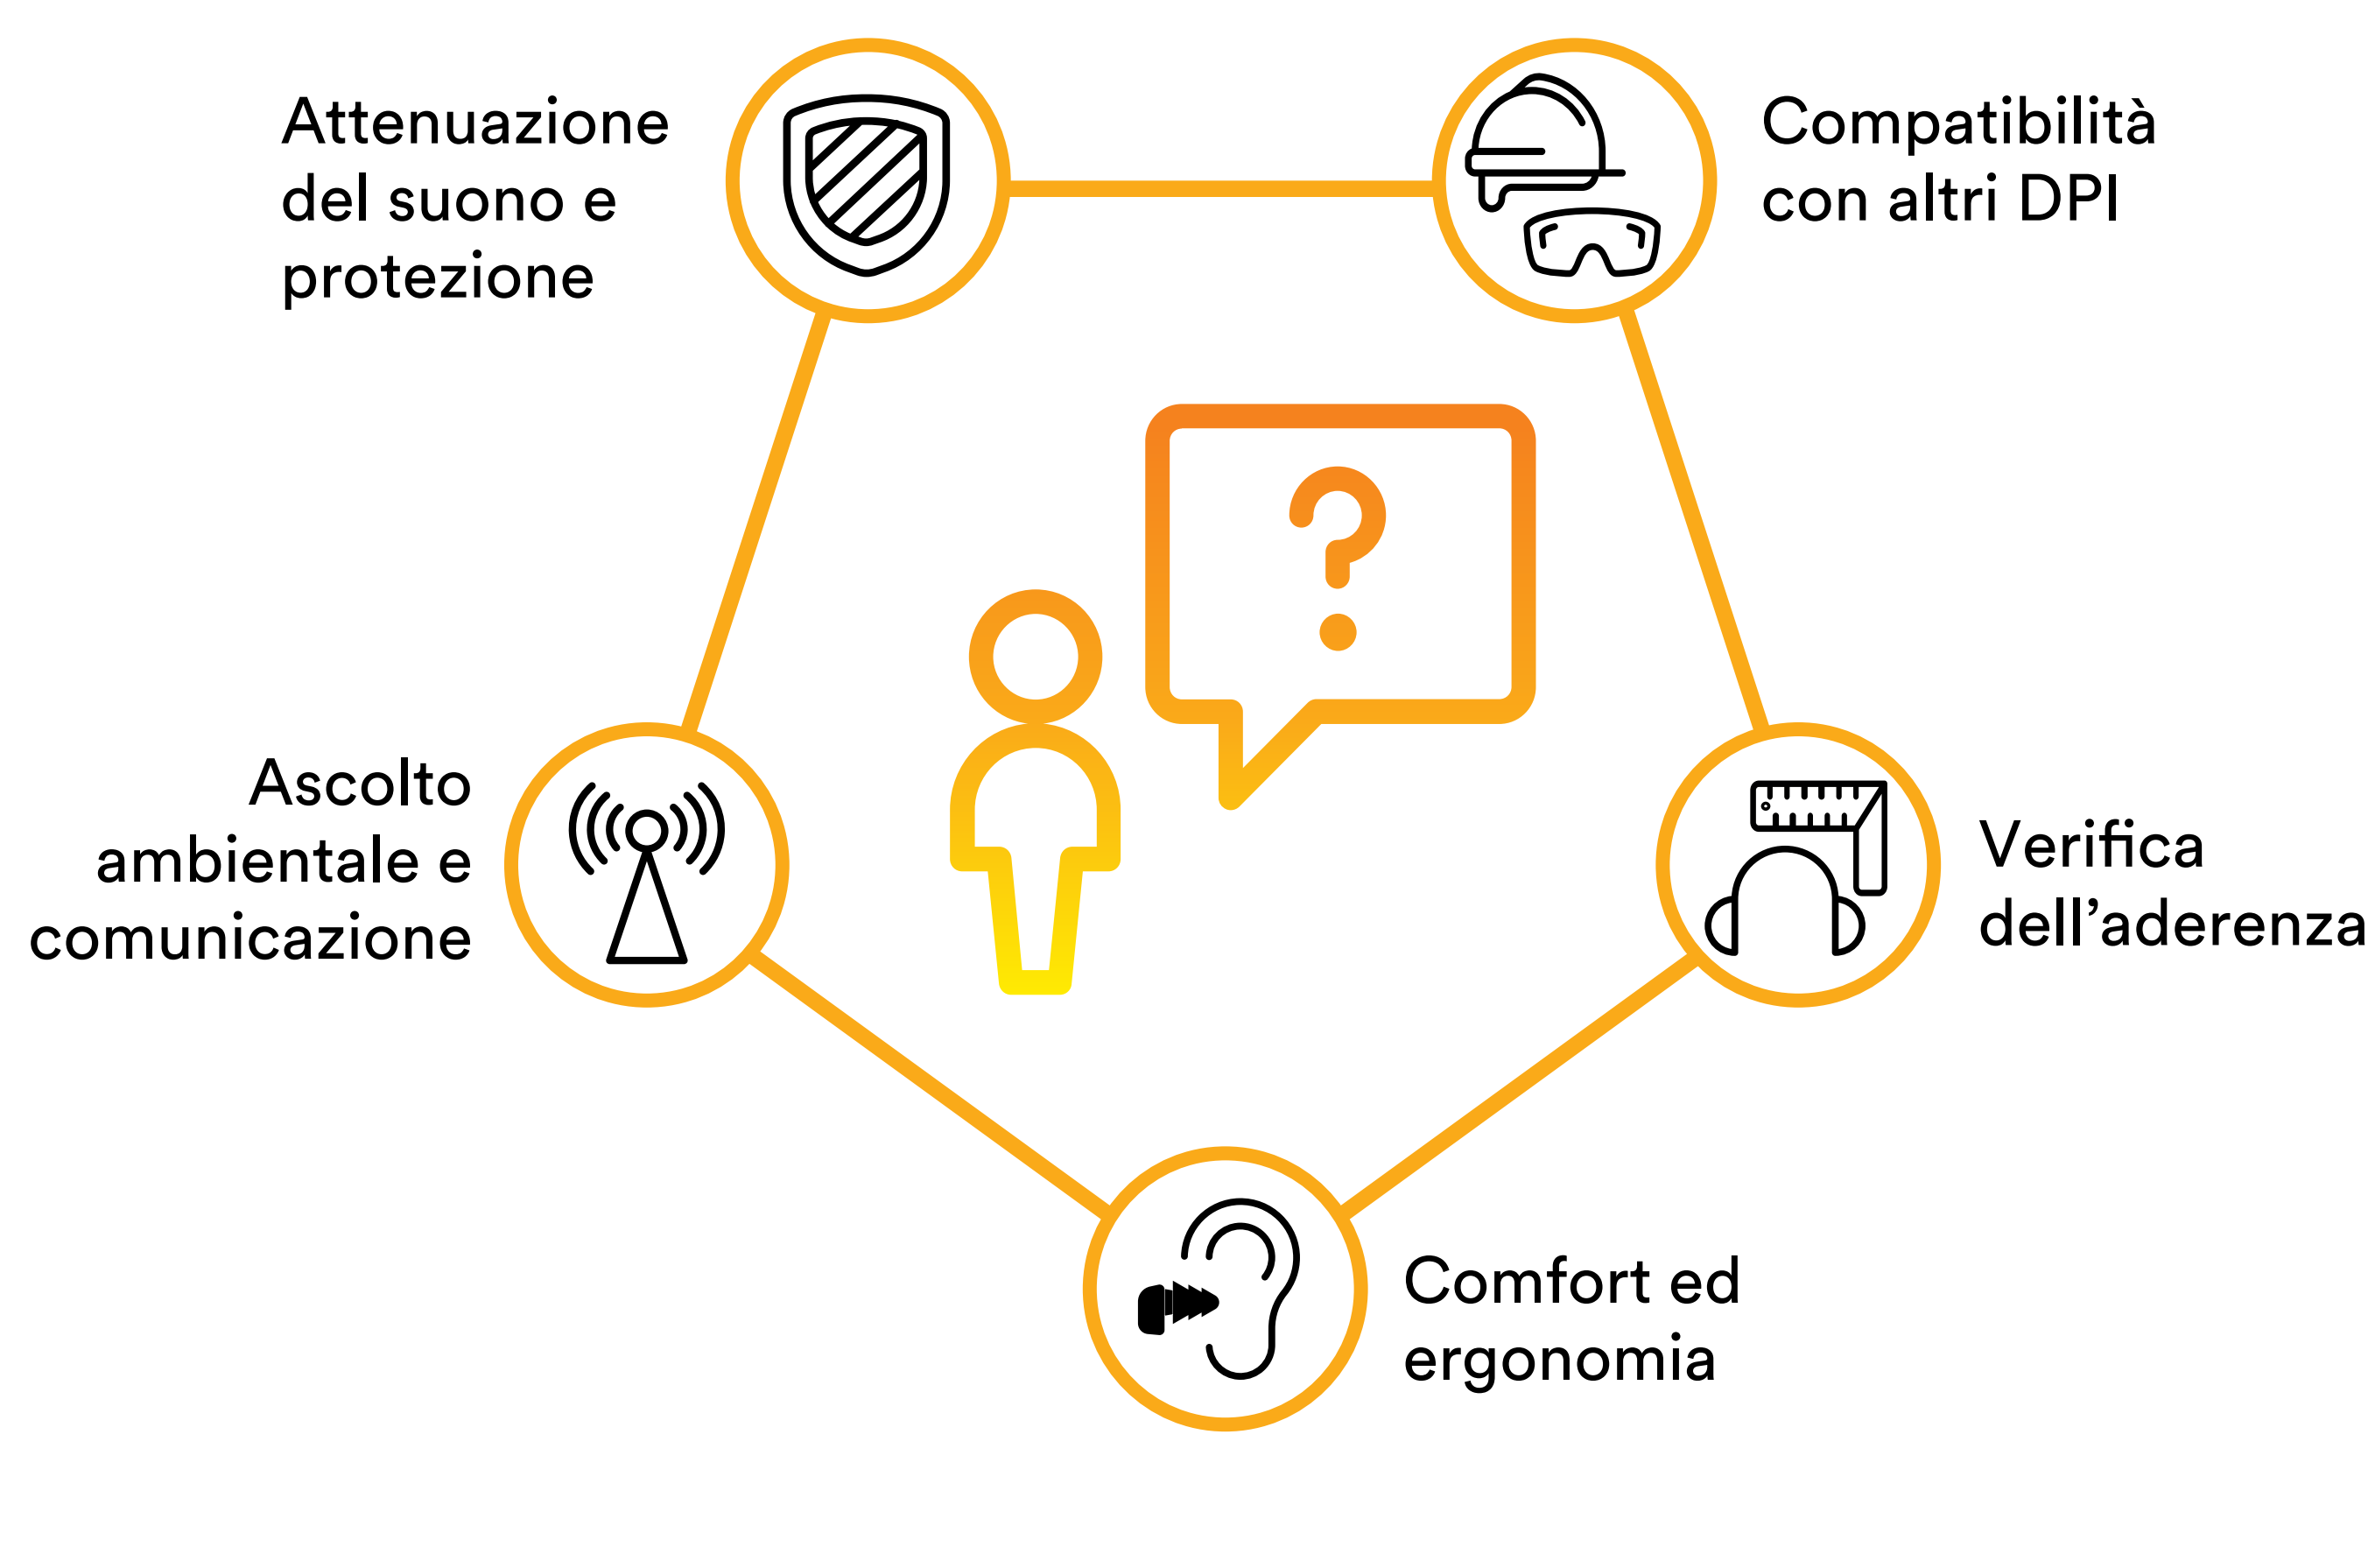 Attenuazione
del suono e
protezione
Compatibilità
con altri DPI
?
Ascolto
ambientale e
comunicazione
Verifica
dell’aderenza
Comfort ed
ergonomia